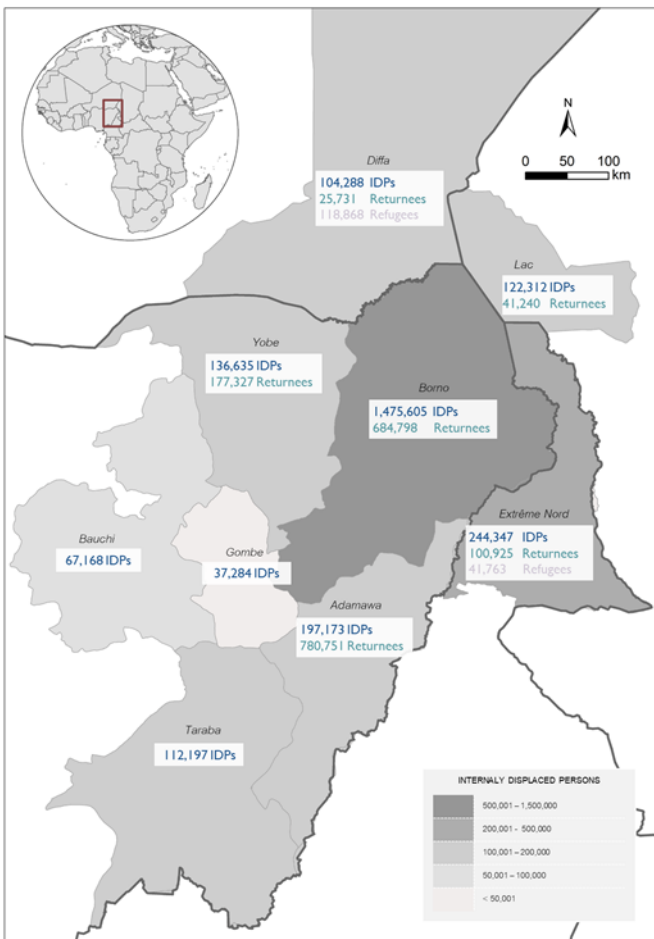 N
0 50 100
km
Diffa
104,288 IDPs
25,731 Returnees
118,868 Refugees
Lac
122,312 IDPs
41,240 Returnees
Yobe
136,635 IDPs
177,327 Returnees
Borno
1,475,605 IDPs
684,798 Returnees
Extrême Nord
244,347 IDPs
100,925 Returnees
41,763 Refugees
Bauchi
67,168 IDPs
Gombe
37,284 IDPs
Adamawa
197,173 IDPs
780,751 Returnees
Taraba
112,197 IDPs
INTERNALY DISPLACED PERSONS
500,001 – 1,500,000
200,001 - 500,000
100,001 – 200,000
50,001 – 100,000
< 50,001